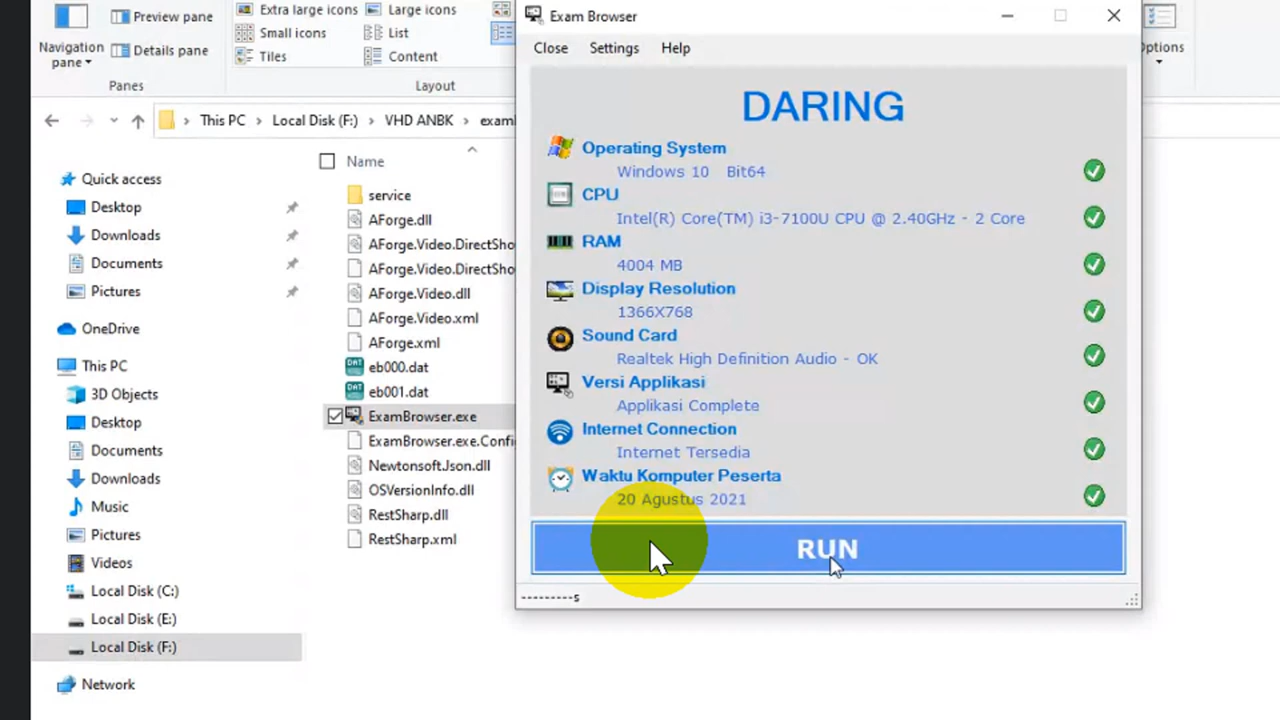 Preview pane
Navigation
pane
Details pane
Panes
Extra large icons
Large icons
Small icons
List
Tiles
Content
Layout
This PC
Local Disk (F:)
VHD ANBK
Name
Quick access
Desktop
Downloads
Documents
Pictures
OneDrive
This PC
3D Objects
Desktop
Documents
Downloads
Music
Pictures
Videos
Local Disk (C:)
Local Disk (E:)
Local Disk (F:)
Network
service
AForge.dll
AForge.Video.DirectSho
AForge.Video.DirectSho
AForge.Video.dll
AForge.Video.xml
AForge.xml
eb000.dat
eb001.dat
ExamBrowser.exe
ExamBrowser.exe.Confi
Newtonsoft.Json.dll
OSVersionInfo.dll
RestSharp.dll
RestSharp.xml
Exam Browser
Close Settings Help
DARING
Operating System
Windows 10 Bit64
CPU
Intel(R) Core(TM) i3-7100U CPU @ 2.40GHz - 2 Core
RAM
4004 MB
Display Resolution
1366X768
Sound Card
Realtek High Definition Audio - OK
Versi Applikasi
Applikasi Complete
Internet Connection
Internet Tersedia
Waktu Komputer Peserta
20 Agustus 2021
RUN
---------s